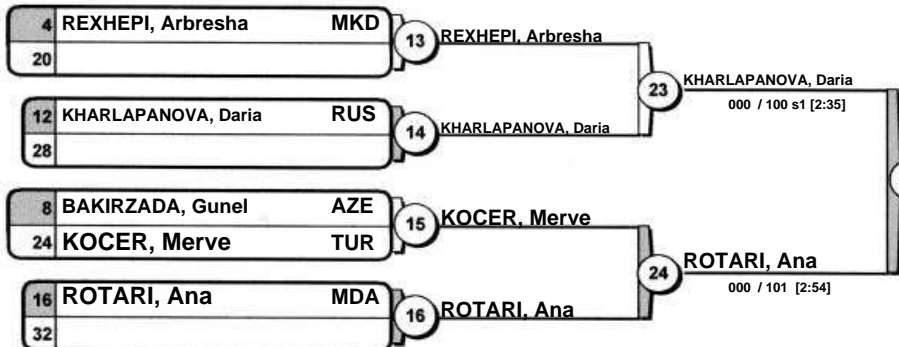 4 REXHEPI, Arbresha MKD
20
13 REXHEPI, Arbresha
12 KHARLAPANOVA, Daria RUS
28
14 KHARLAPANOVA, Daria
23 KHARLAPANOVA, Daria
000 / 100 s1 [2:35]
8 BAKIRZADA, Gunel AZE
24 KOCER, Merve TUR
15 KOCER, Merve
16 ROTARI, Ana MDA
32
16 ROTARI, Ana
24 ROTARI, Ana
000 / 101 [2:54]